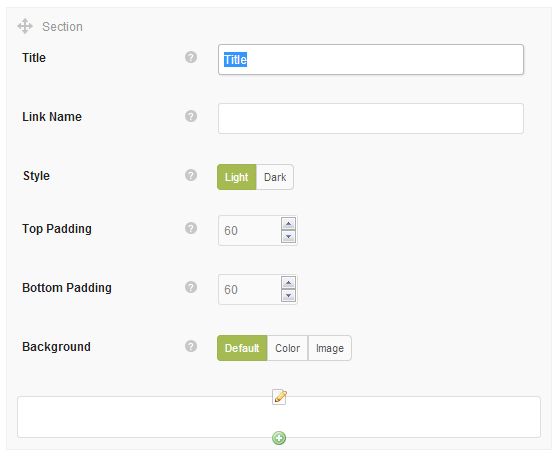 Section
Title ? Title
Link Name ?
Style ? Light Dark
Top Padding ? 60
Bottom Padding ? 60
Background ? Default Color Image